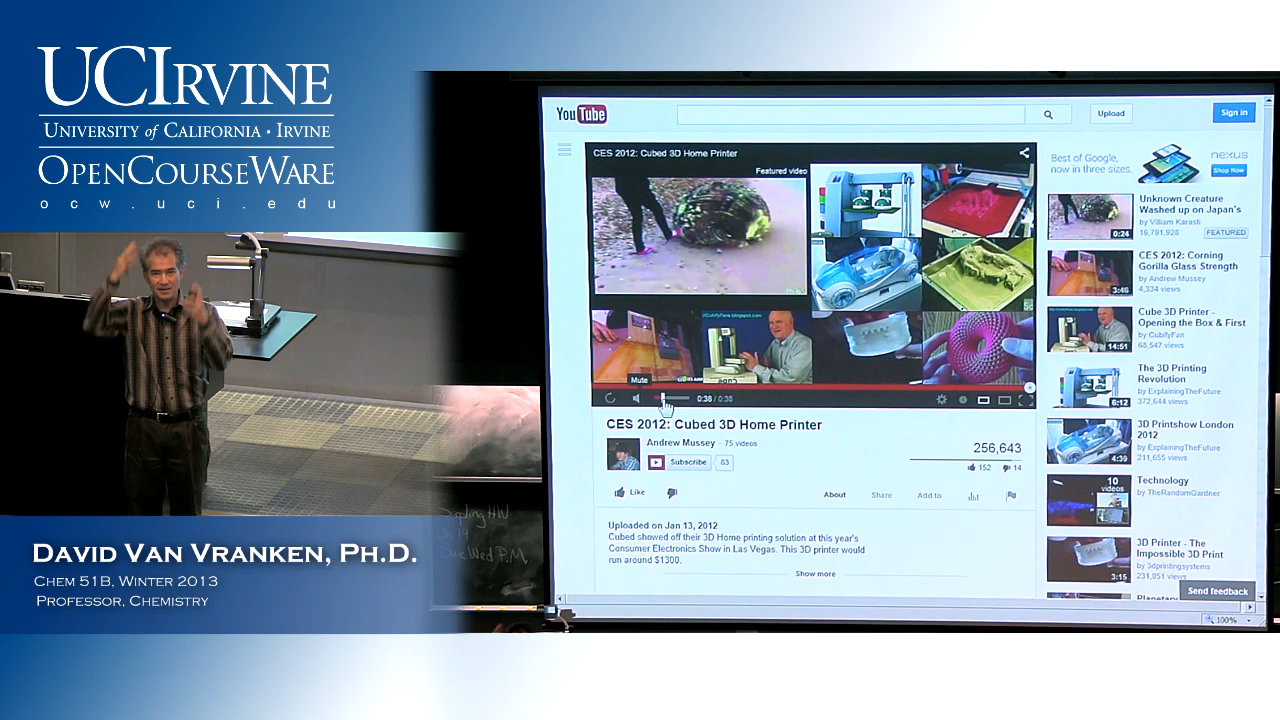 UCIRVINE
UNIVERSITY of CALIFORNIA · IRVINE
OPENCOURSEWARE
ocw.uci.edu
DAVID VAN VRANKEN, PH.D.
CHEM 51B, WINTER 2013
PROFESSOR, CHEMISTRY
Sapling HW
Ch 14
Due Wed P.M.
YouTube
Upload
Sign in
CES 2012: Cubed 3D Home Printer
Featured video
Mute
0:38 / 0:38
CES 2012: Cubed 3D Home Printer
Andrew Mussey · 75 videos
Subscribe 83
256,643
152 14
Like
About Share Add to
Uploaded on Jan 13, 2012
Cubed showed off their 3D Home printing solution at this year's
Consumer Electronics Show in Las Vegas. This 3D printer would
run around $1300.
Show more
Best of Google,
now in three sizes.
nexus
Shop Now
Unknown Creature
Washed up on Japan's
by Villiam Karasti
16,791,928 FEATURED
0:24
CES 2012: Corning
Gorilla Glass Strength
by Andrew Mussey
4,334 views
3:46
Cube 3D Printer -
Opening the Box & First
by CubifyFan
68,547 views
14:51
The 3D Printing
Revolution
by ExplainingTheFuture
372,644 views
6:12
3D Printshow London
2012
by ExplainingTheFuture
211,655 views
4:39
Technology
by TheRandomGardner
10
videos
3D Printer - The
Impossible 3D Print
by 3dprintingsystems
231,051 views
3:15
Send feedback
100%